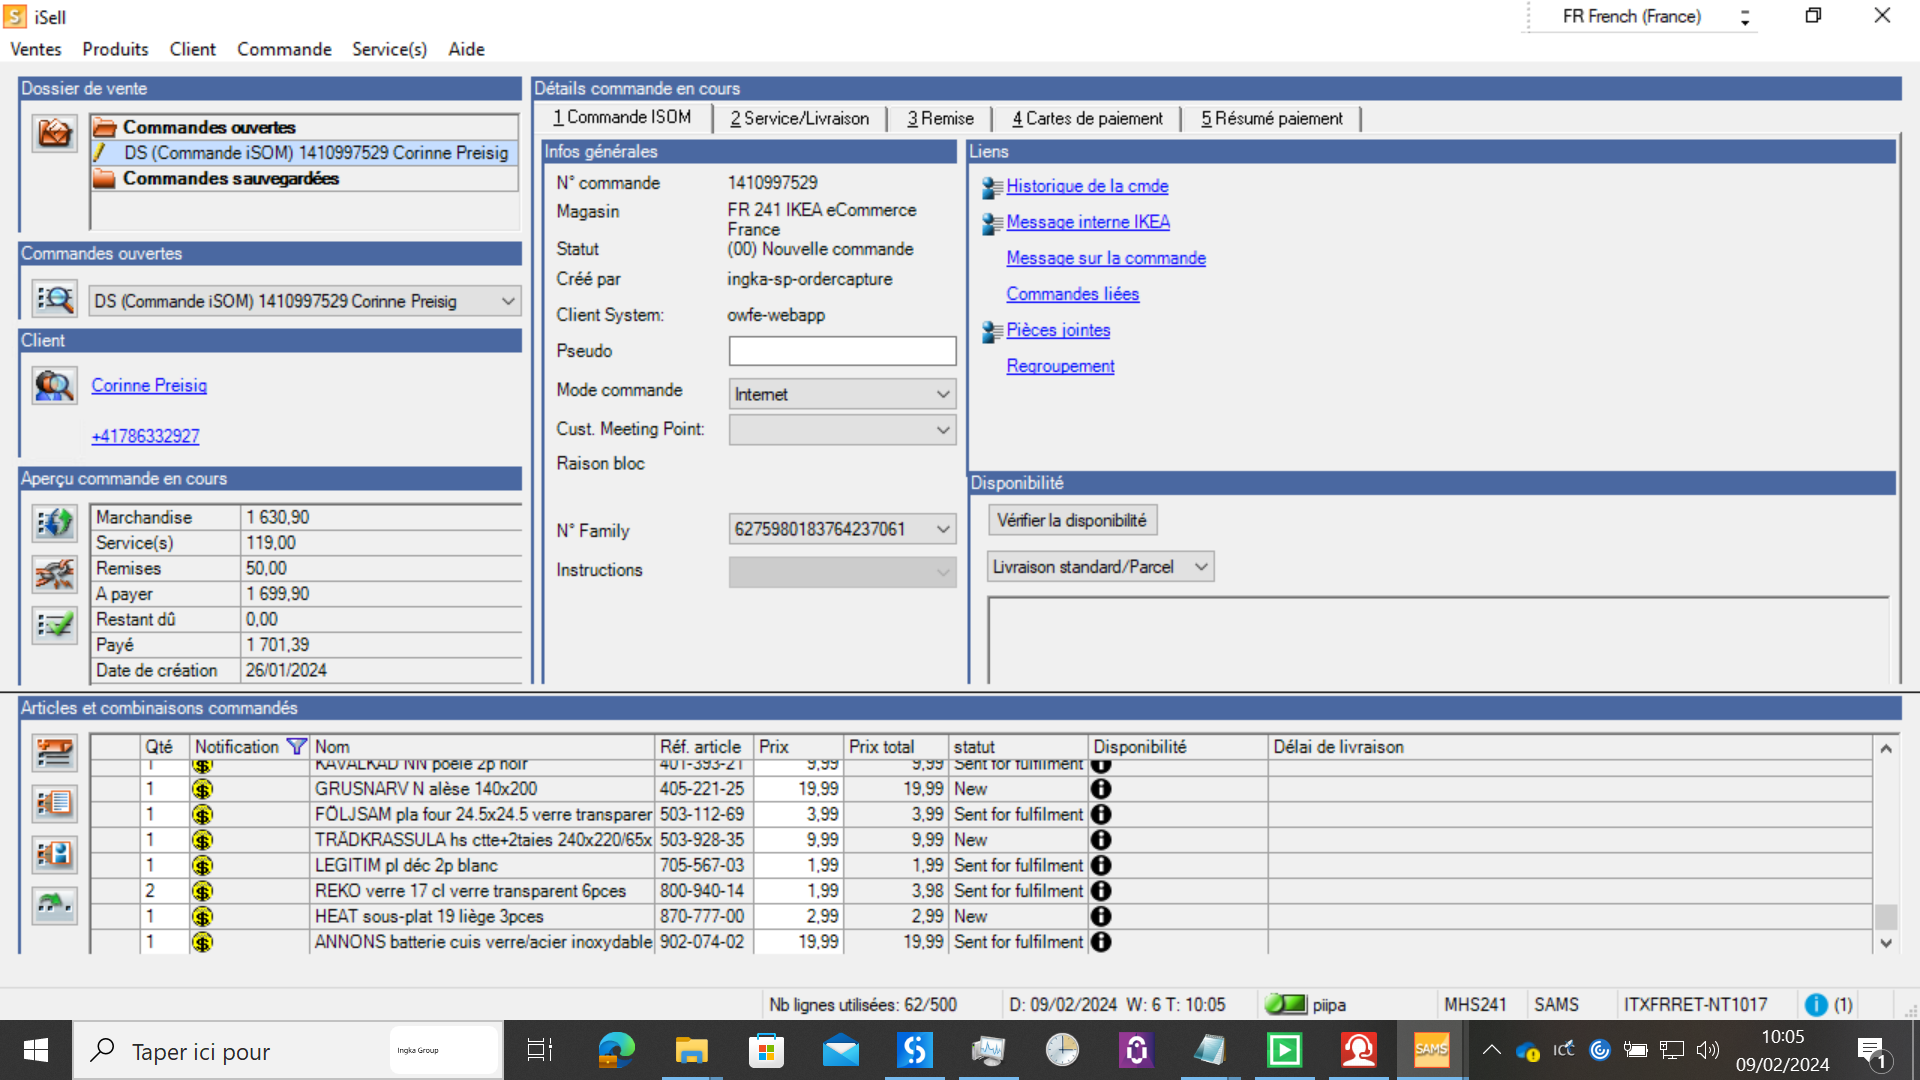 iSell
FR French (France)
Ventes Produits Client Commande Service(s) Aide
Dossier de vente
Commandes ouvertes
DS (Commande iSOM) 1410997529 Corinne Preisig
Commandes sauvegardées
Commandes ouvertes
DS (Commande iSOM) 1410997529 Corinne Preisig
Client
Corinne Preisig
+41786332927
Aperçu commande en cours
Marchandise 1 630,90
Service(s) 119,00
Remises 50,00
A payer 1 699,90
Restant dû 0,00
Payé 1 701,39
Date de création 26/01/2024
Détails commande en cours
1 Commande ISOM 2 Service/Livraison 3 Remise 4 Cartes de paiement 5 Résumé paiement
Infos générales
N° commande 1410997529
Magasin FR 241 IKEA eCommerce
France
Statut (00) Nouvelle commande
Créé par ingka-sp-ordercapture
Client System: owfe-webapp
Pseudo
Mode commande Internet
Cust. Meeting Point:
Raison bloc
N° Family 6275980183764237061
Instructions
Liens
Historique de la cmde
Message interne IKEA
Message sur la commande
Commandes liées
Pièces jointes
Regroupement
Disponibilité
Vérifier la disponibilité
Livraison standard/Parcel
Articles et combinaisons commandés
Qté Notification Nom Réf. article Prix Prix total statut Disponibilité Délai de livraison
1 KAVALKAD NN poêle 2p noir 401-393-21 9,99 9,99 Sent for fulfilment
1 GRUSNARV N alèse 140x200 405-221-25 19,99 19,99 New
1 FÖLJSAM pla four 24.5x24.5 verre transparer 503-112-69 3,99 3,99 Sent for fulfilment
1 TRÄDKRASSULA hs ctte+2taies 240x220/65x 503-928-35 9,99 9,99 New
1 LEGITIM pl déc 2p blanc 705-567-03 1,99 1,99 Sent for fulfilment
2 REKO verre 17 cl verre transparent 6pces 800-940-14 1,99 3,98 Sent for fulfilment
1 HEAT sous-plat 19 liège 3pces 870-777-00 2,99 2,99 New
1 ANNONS batterie cuis verre/acier inoxydable 902-074-02 19,99 19,99 Sent for fulfilment
Nb lignes utilisées: 62/500 D: 09/02/2024 W: 6 T: 10:05 piipa MHS241 SAMS ITXFRRET-NT1017 (1)
Taper ici pour
Ingka Group
SAMS
ICC
10:05
09/02/2024
1